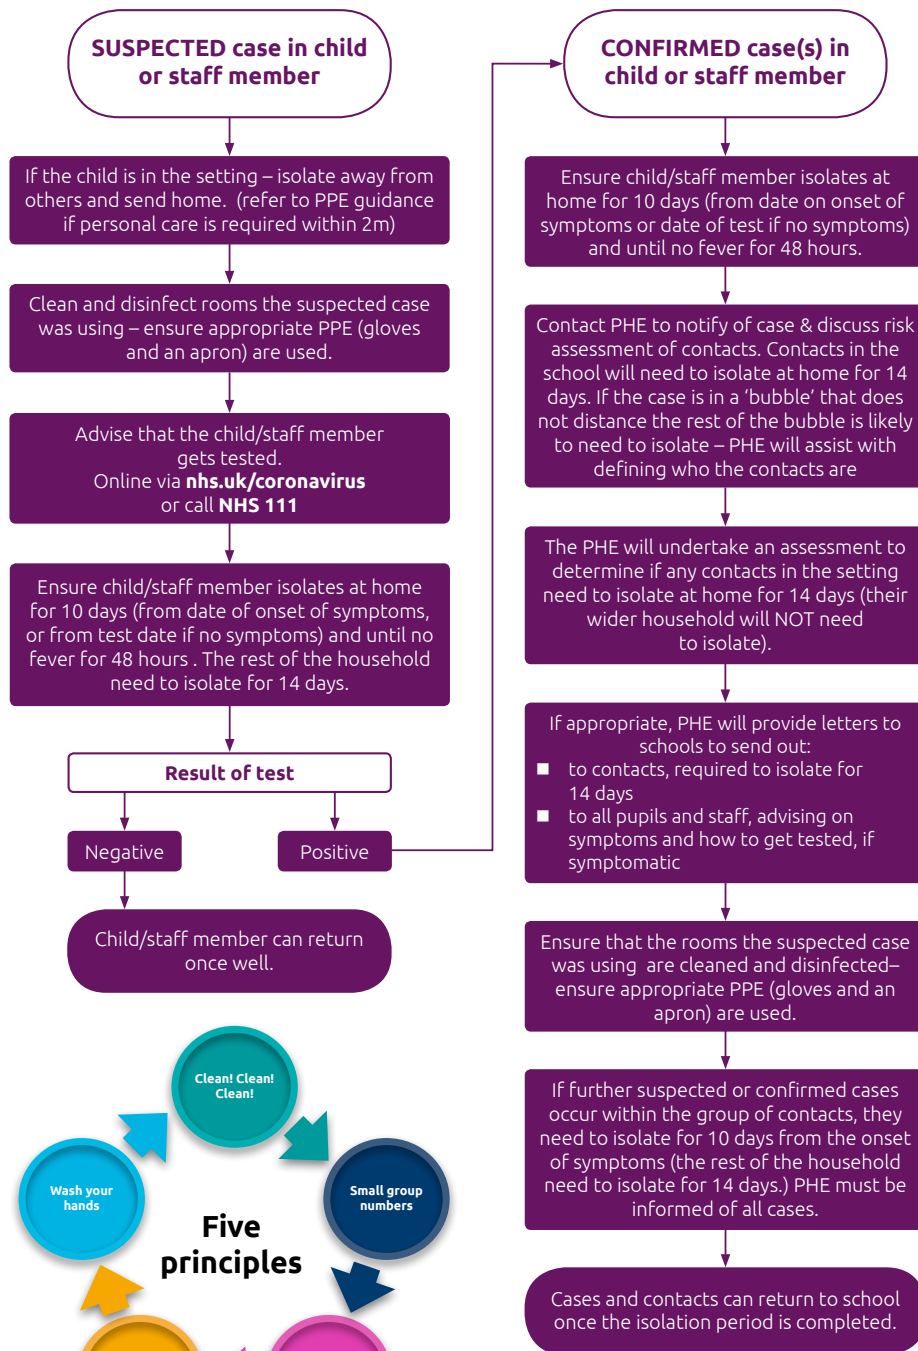 SUSPECTED case in child
or staff member
If the child is in the setting – isolate away from
others and send home.  (refer to PPE guidance
if personal care is required within 2m)
Clean and disinfect rooms the suspected case
was using – ensure appropriate PPE (gloves
and an apron) are used.
Advise that the child/staff member
gets tested.
Online via nhs.uk/coronavirus
or call NHS 111
Ensure child/staff member isolates at home
for 10 days (from date of onset of symptoms,
or from test date if no symptoms) and until no
fever for 48 hours . The rest of the household
need to isolate for 14 days.
Result of test
Negative
Positive
Child/staff member can return
once well.
CONFIRMED case(s) in
child or staff member
Ensure child/staff member isolates at
home for 10 days (from date on onset of
symptoms or date of test if no symptoms)
and until no fever for 48 hours.
Contact PHE to notify of case & discuss risk
assessment of contacts. Contacts in the
school will need to isolate at home for 14
days. If the case is in a ‘bubble’ that does
not distance the rest of the bubble is likely
to need to isolate – PHE will assist with
defining who the contacts are
The PHE will undertake an assessment to
determine if any contacts in the setting
need to isolate at home for 14 days (their
wider household will NOT need
to isolate).
If appropriate, PHE will provide letters to
schools to send out:
■ to contacts, required to isolate for
14 days
■ to all pupils and staff, advising on
symptoms and how to get tested, if
symptomatic
Ensure that the rooms the suspected case
was using  are cleaned and disinfected–
ensure appropriate PPE (gloves and an
apron) are used.
If further suspected or confirmed cases
occur within the group of contacts, they
need to isolate for 10 days from the onset
of symptoms (the rest of the household
need to isolate for 14 days.) PHE must be
informed of all cases.
Cases and contacts can return to school
once the isolation period is completed.
Clean! Clean!
Clean!
Wash your
hands
Small group
numbers
Five
principles